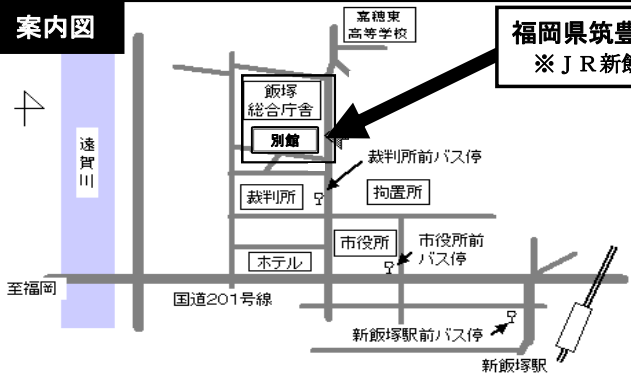 案内図
嘉穂東
高等学校
福岡県筑豊
※ＪＲ新飯
飯塚
総合庁舎
別館
遠賀川
裁判所前バス停
裁判所
拘置所
市役所
市役所前
バス停
ホテル
至福岡
国道201号線
新飯塚駅前バス停
新飯塚駅